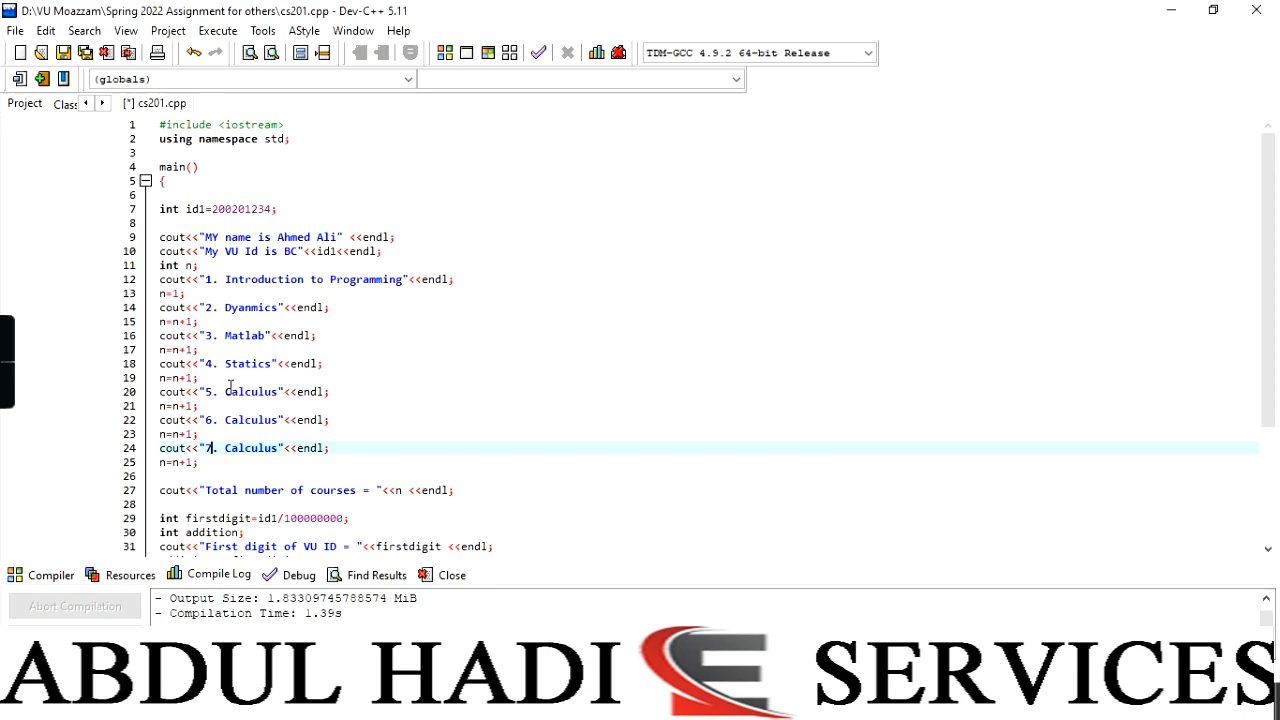 D:\VU Moazzam\Spring 2022 Assignment for others\cs201.cpp - Dev-C++ 5.11
File Edit Search View Project Execute Tools AStyle Window Help
TDM-GCC 4.9.2 64-bit Release
(globals)
Project Class [*] cs201.cpp
1 #include <iostream>
2 using namespace std;
3
4 main()
5 {
6
7 int id1=200201234;
8
9 cout<<"MY name is Ahmed Ali" <<endl;
10 cout<<"My VU Id is BC"<<id1<<endl;
11 int n;
12 cout<<"1. Introduction to Programming"<<endl;
13 n=1;
14 cout<<"2. Dyanmics"<<endl;
15 n=n+1;
16 cout<<"3. Matlab"<<endl;
17 n=n+1;
18 cout<<"4. Statics"<<endl;
19 n=n+1;
20 cout<<"5. Calculus"<<endl;
21 n=n+1;
22 cout<<"6. Calculus"<<endl;
23 n=n+1;
24 cout<<"7. Calculus"<<endl;
25 n=n+1;
26
27 cout<<"Total number of courses = "<<n <<endl;
28
29 int firstdigit=id1/100000000;
30 int addition;
31 cout<<"First digit of VU ID = "<<firstdigit <<endl;
Compiler Resources Compile Log Debug Find Results Close
Abort Compilation
- Output Size: 1.83309745788574 MiB
- Compilation Time: 1.39s
ABDUL HADI E SERVICES